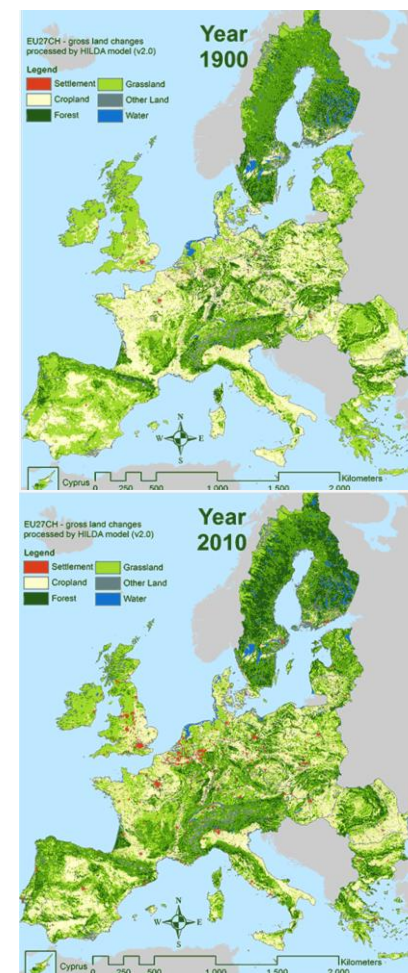 EU27CH - gross land changes
processed by HILDA model (v2.0)
Year
1900
Legend
Settlement
Grassland
Cropland
Other Land
Forest
Water
N
W E
S
Cyprus
Kilometers
0 250 500 1 000 1 500 2 000
EU27CH - gross land changes
processed by HILDA model (v2.0)
Year
2010
Legend
Settlement
Grassland
Cropland
Other Land
Forest
Water
N
W E
S
Cyprus
Kilometers
0 250 500 1 000 1 500 2 000